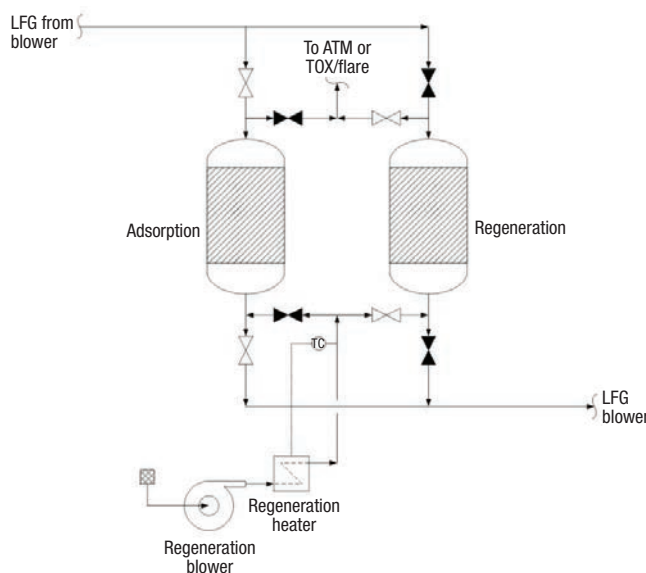 LFG from
blower
To ATM or
TOX/flare
Adsorption
Regeneration
TC
LFG
blower
Regeneration
heater
Regeneration
blower